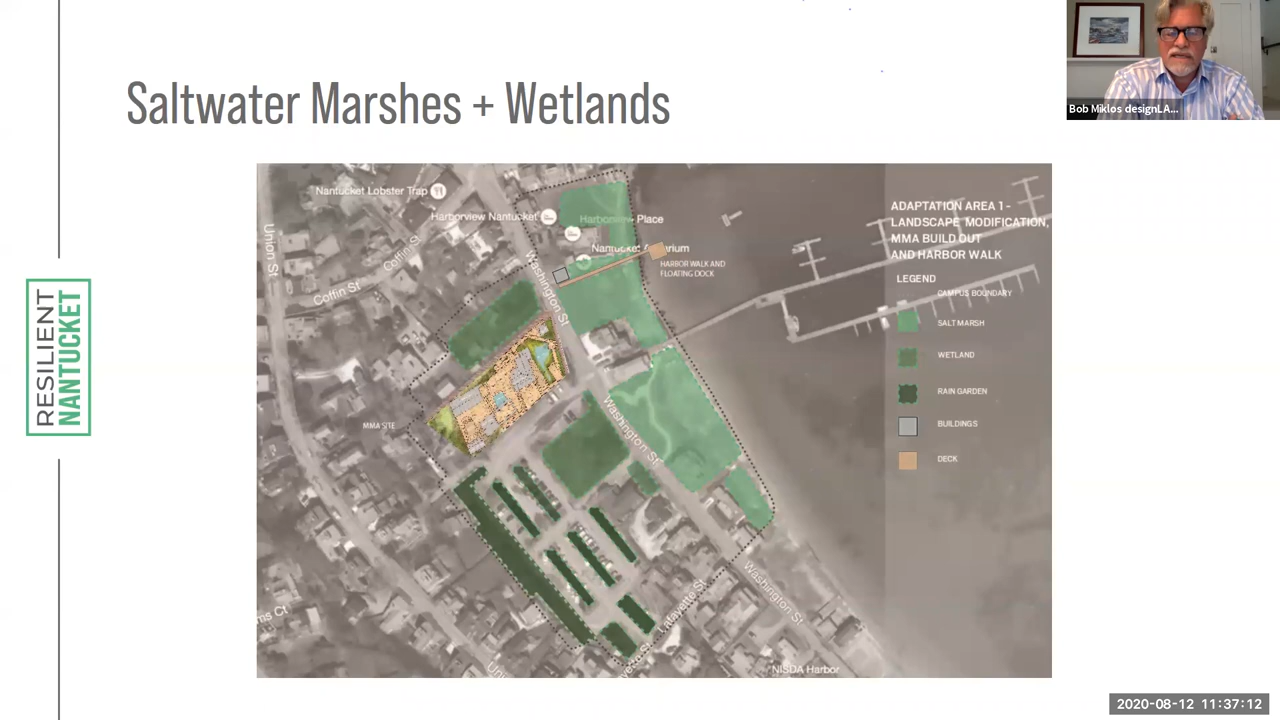 Saltwater Marshes + Wetlands
Bob Miklos designLA...
RESILIENT
NANTUCKET
Nantucket Lobster Trap
Harborview Nantucket
Harborview Place
HARBOR WALK AND
FLOATING DOCK
Union St
Coffin St
Coffin St
Washington St
Washington St
Washington St
MMA SITE
Lafayette St
NISDA Harbor
ADAPTATION AREA 1 -
LANDSCAPE MODIFICATION,
MMA BUILD OUT
AND HARBOR WALK
LEGEND
CAMPUS BOUNDARY
SALT MARSH
WETLAND
RAIN GARDEN
BUILDINGS
DECK
2020-08-12 11:37:12